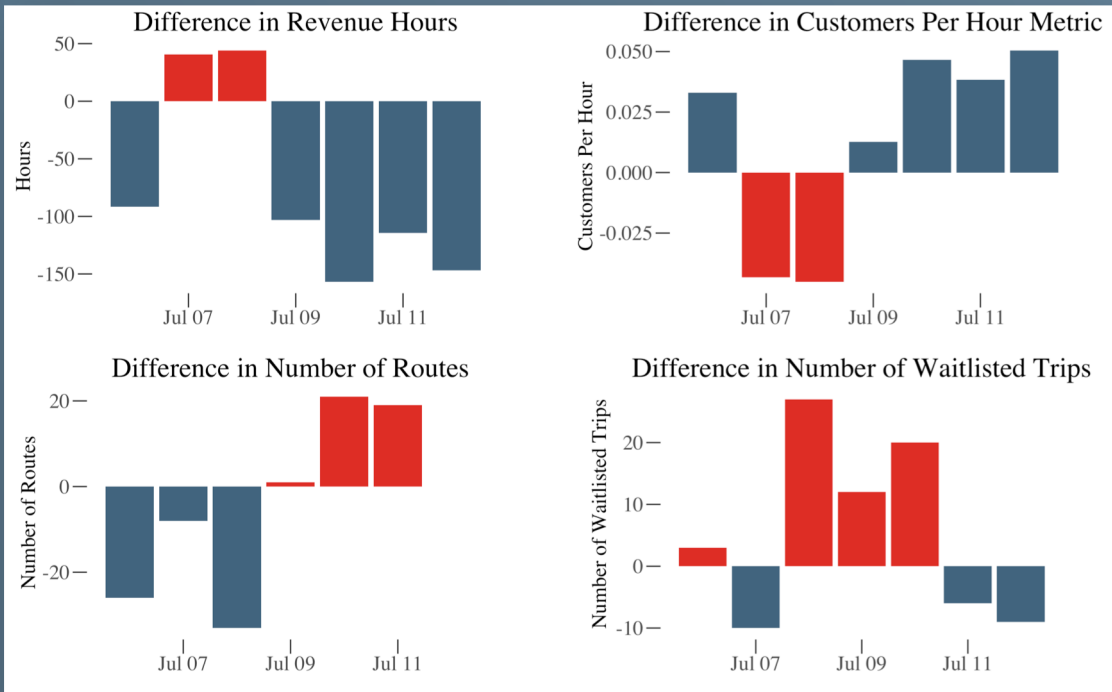 Difference in Revenue Hours
Hours
50
0
-50
-100
-150
Jul 07 Jul 09 Jul 11
Difference in Customers Per Hour Metric
Customers Per Hour
0.050
0.025
0.000
-0.025
Jul 07 Jul 09 Jul 11
Difference in Number of Routes
Number of Routes
20
0
-20
Jul 07 Jul 09 Jul 11
Difference in Number of Waitlisted Trips
Number of Waitlisted Trips
20
10
0
-10
Jul 07 Jul 09 Jul 11